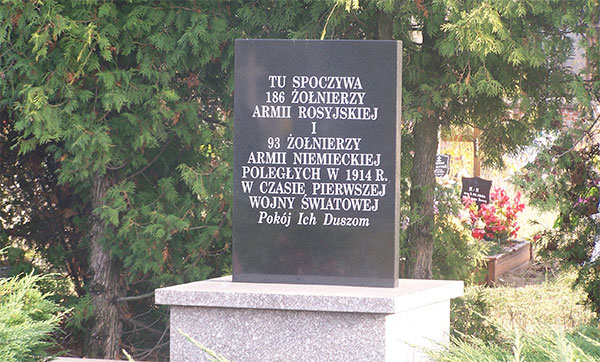 TU SPOCZYWA
186 ŻOŁNIERZY
ARMII ROSYJSKIEJ
I
93 ŻOŁNIERZY
ARMII NIEMIECKIEJ
POLEGŁYCH W 1914 R.
W CZASIE PIERWSZEJ
WOJNY ŚWIATOWEJ
Pokój Ich Duszom